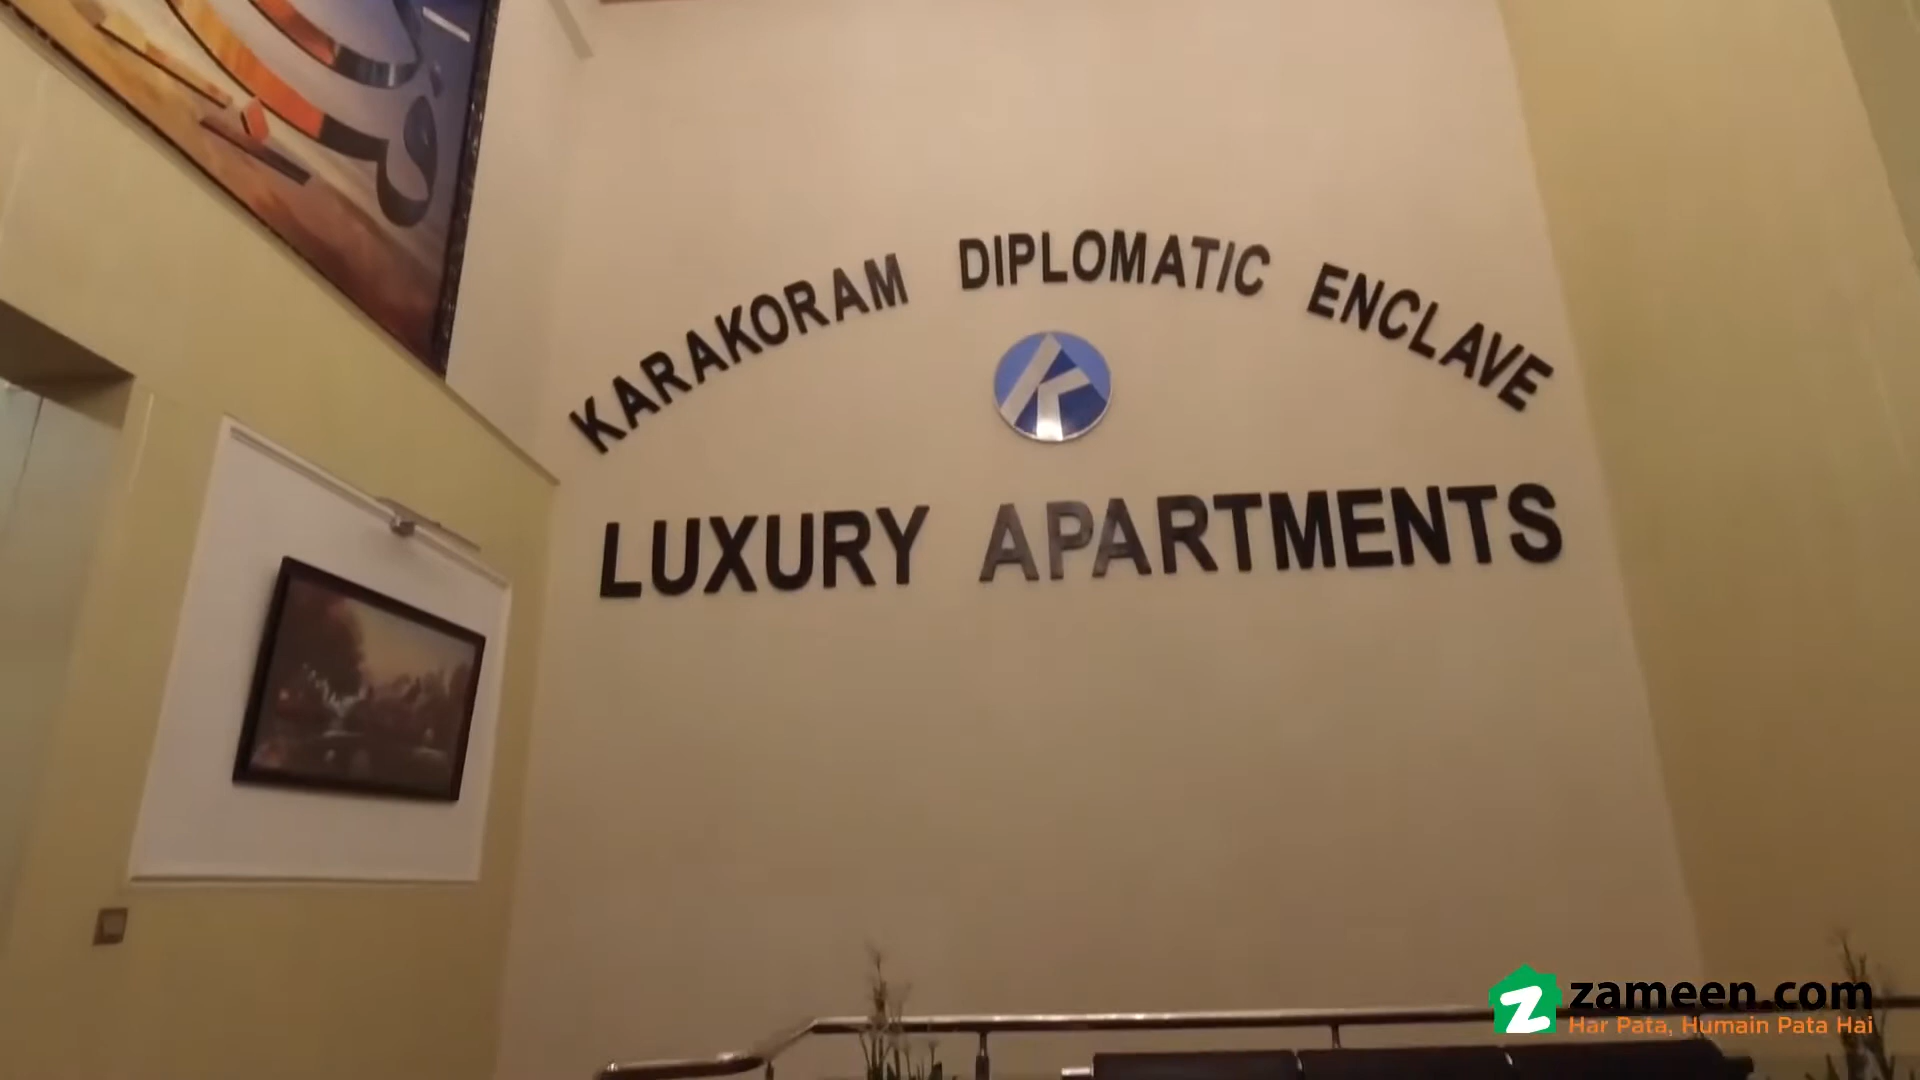 KARAKORAM DIPLOMATIC ENCLAVE
LUXURY APARTMENTS
zameen.com
Har Pata, Humain Pata Hai